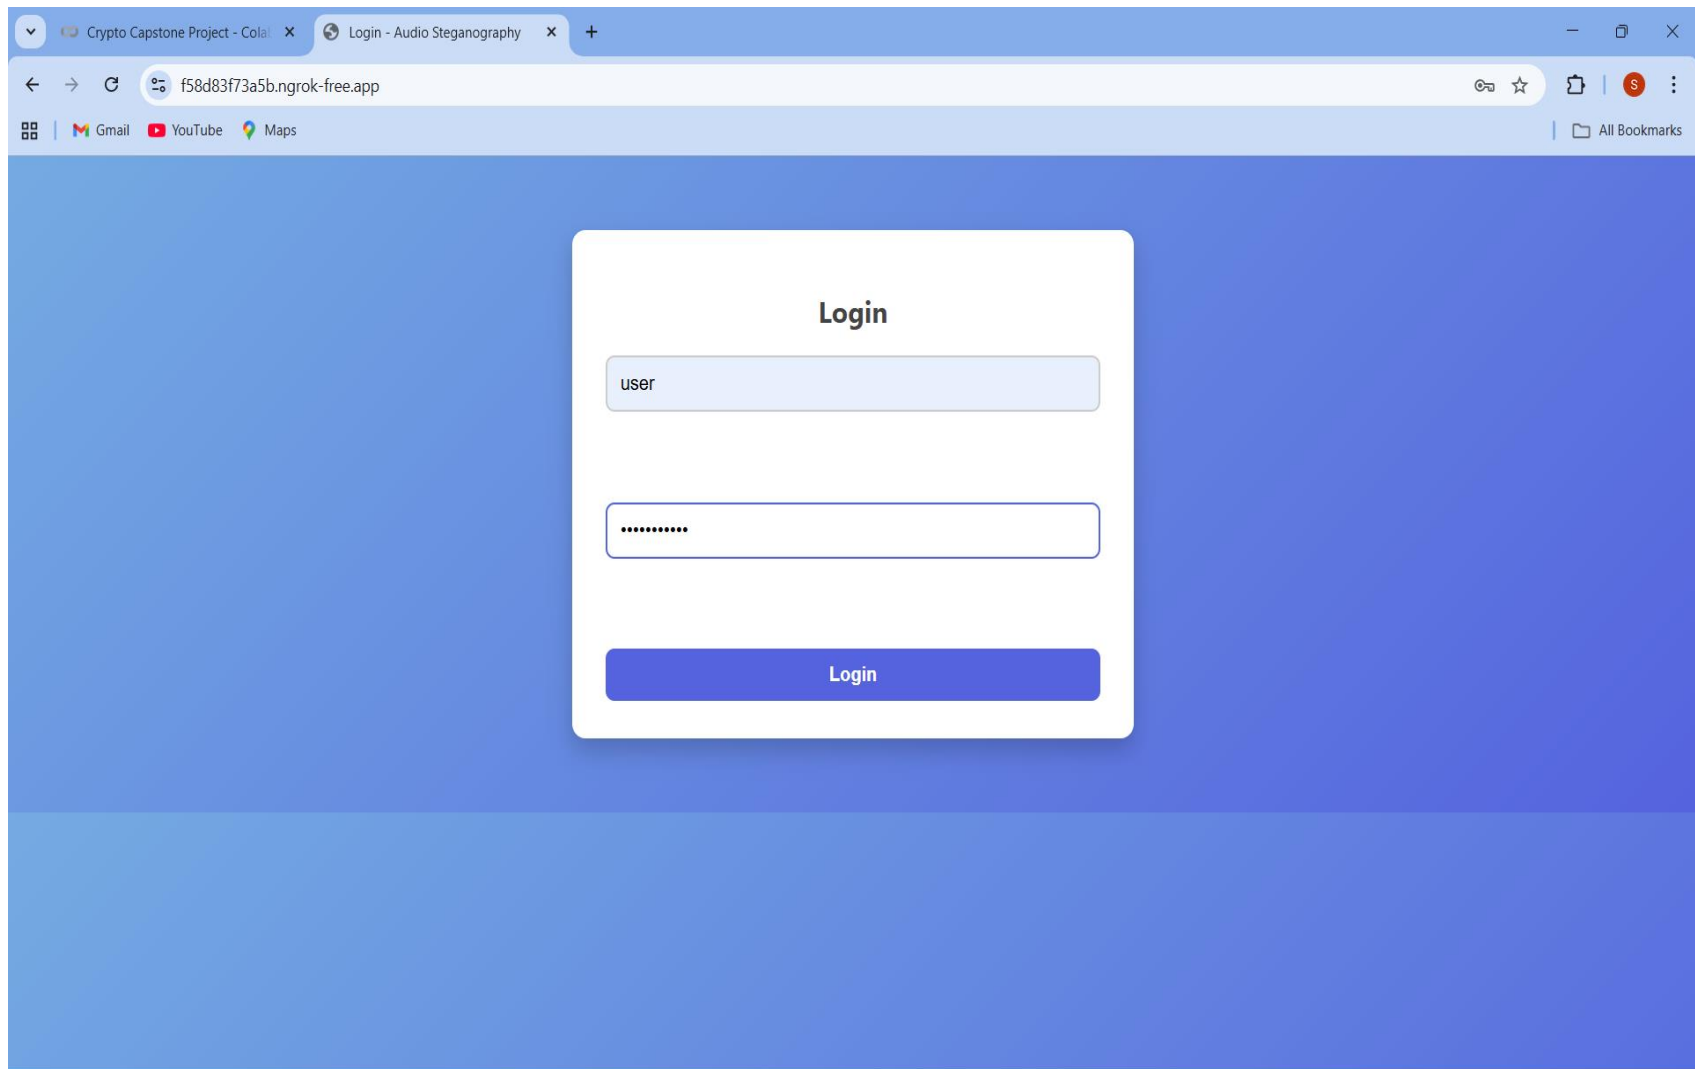 Crypto Capstone Project - Cola
Login - Audio Steganography
f58d83f73a5b.ngrok-free.app
S
Gmail
YouTube
Maps
All Bookmarks
Login
user
•••••••••••
Login